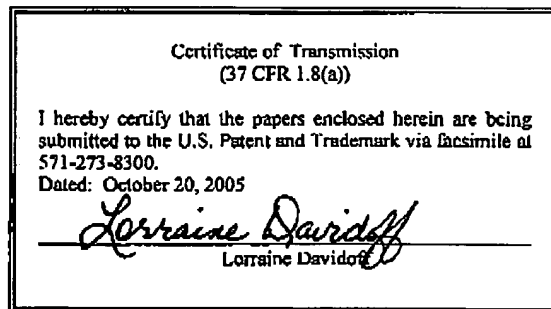 Certificate of Transmission
(37 CFR 1.8(a))
I hereby certify that the papers enclosed herein are being
submitted to the U.S. Patent and Trademark via facsimile at
571-273-8300.
Dated: October 20, 2005
Lorraine Davidoff
Lorraine Davidoff